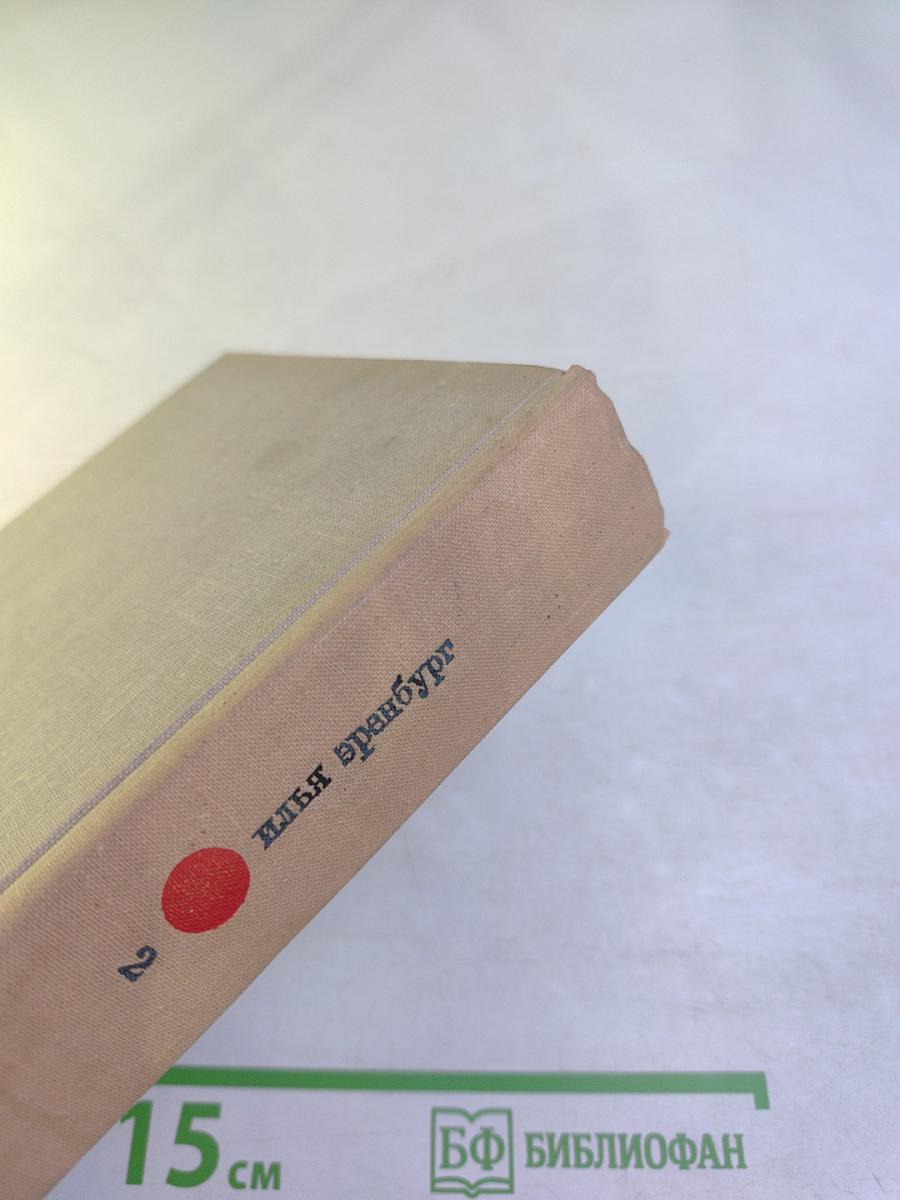 илья эренбург
2
15 см
БФ БИБЛИОФАН